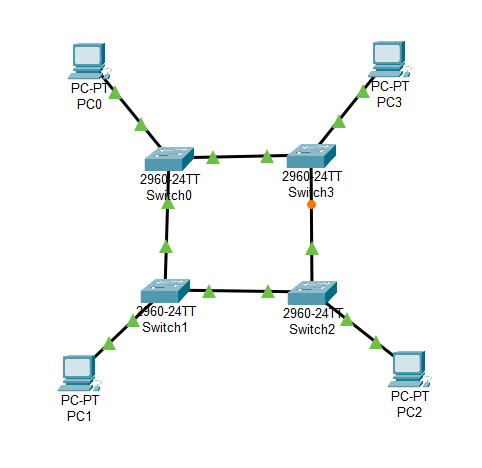 PC-PT
PC0
PC-PT
PC3
2960-24TT
Switch0
2960-24TT
Switch3
2960-24TT
Switch1
2960-24TT
Switch2
PC-PT
PC1
PC-PT
PC2